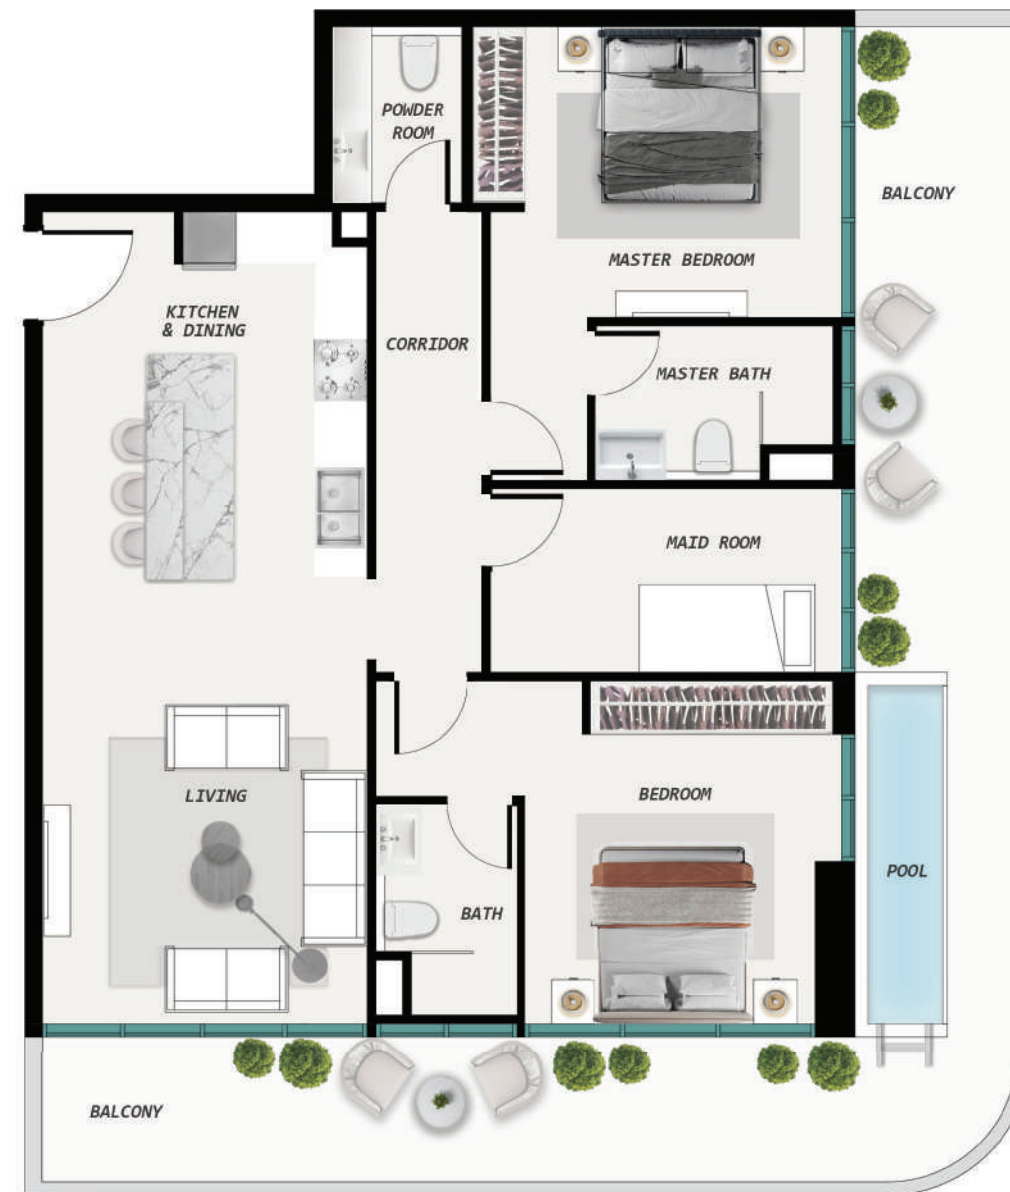 POWDER
ROOM
BALCONY
MASTER BEDROOM
KITCHEN
& DINING
CORRIDOR
MASTER BATH
MAID ROOM
LIVING
BEDROOM
POOL
BATH
BALCONY